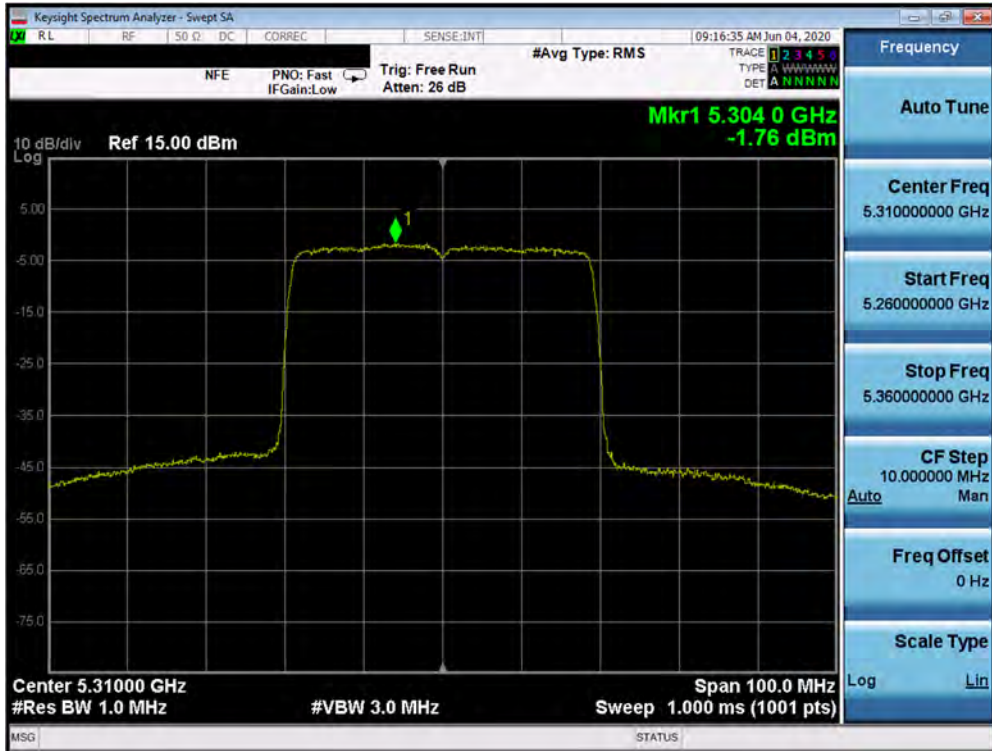 Keysight Spectrum Analyzer - Swept SA
LXI RL RF 50 Ω DC CORREC SENSE:INT 09:16:35 AM Jun 04, 2020
NFE PNO: Fast IFGain:Low Trig: Free Run Atten: 26 dB #Avg Type: RMS
TRACE 1 2 3 4 5 6
TYPE A WWWWW
DET A N N N N N
Mkr1 5.304 0 GHz
-1.76 dBm
10 dB/div Ref 15.00 dBm
Log
1
5.00
-5.00
-15.0
-25.0
-35.0
-45.0
-55.0
-65.0
-75.0
Center 5.31000 GHz Span 100.0 MHz
#Res BW 1.0 MHz #VBW 3.0 MHz Sweep 1.000 ms (1001 pts)
MSG STATUS
Frequency
Auto Tune
Center Freq
5.310000000 GHz
Start Freq
5.260000000 GHz
Stop Freq
5.360000000 GHz
CF Step
10.000000 MHz
Auto Man
Freq Offset
0 Hz
Scale Type
Log Lin